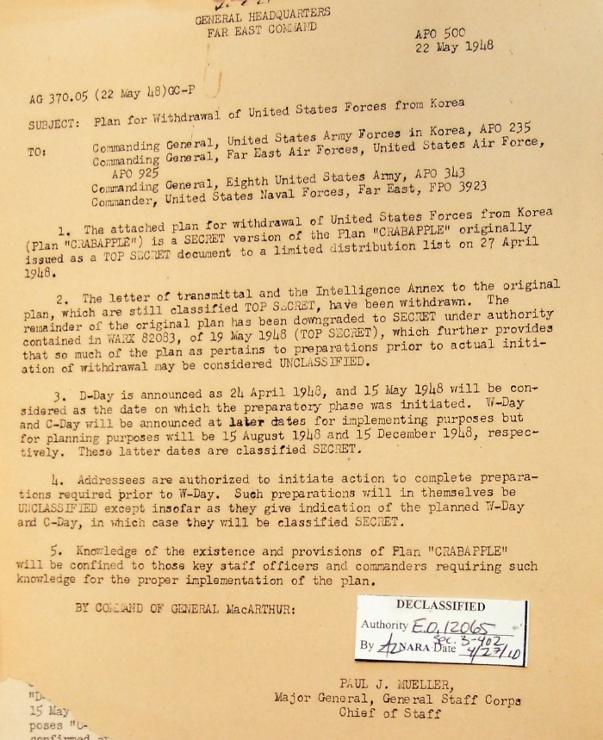 GENERAL HEADQUARTERS
FAR EAST COMMAND
APO 500
22 May 1948
AG 370.05 (22 May 48)GC-P
SUBJECT: Plan for Withdrawal of United States Forces from Korea
TO: Commanding General, United States Army Forces in Korea, APO 235
Commanding General, Far East Air Forces, United States Air Force,
APO 925
Commanding General, Eighth United States Army, APO 343
Commander, United States Naval Forces, Far East, FPO 3923
1. The attached plan for withdrawal of United States Forces from Korea
(Plan "CRABAPPLE") is a SECRET version of the Plan "CRABAPPLE" originally
issued as a TOP SECRET document to a limited distribution list on 27 April
1948.
2. The letter of transmittal and the Intelligence Annex to the original
plan, which are still classified TOP SECRET, have been withdrawn. The
remainder of the original plan has been downgraded to SECRET under authority
contained in WARX 82083, of 19 May 1948 (TOP SECRET), which further provides
that so much of the plan as pertains to preparations prior to actual initi-
ation of withdrawal may be considered UNCLASSIFIED.
3. D-Day is announced as 24 April 1948, and 15 May 1948 will be con-
sidered as the date on which the preparatory phase was initiated. W-Day
and C-Day will be announced at later dates for implementing purposes but
for planning purposes will be 15 August 1948 and 15 December 1948, respec-
tively. These latter dates are classified SECRET.
4. Addressees are authorized to initiate action to complete prepara-
tions required prior to W-Day. Such preparations will in themselves be
UNCLASSIFIED except insofar as they give indication of the planned W-Day
and C-Day, in which case they will be classified SECRET.
5. Knowledge of the existence and provisions of Plan "CRABAPPLE"
will be confined to those key staff officers and commanders requiring such
knowledge for the proper implementation of the plan.
BY COMMAND OF GENERAL MacARTHUR:
DECLASSIFIED
Authority E.O. 12065
Sec. 3-402
By NARA Date 4/27/10
PAUL J. MUELLER,
Major General, General Staff Corps
Chief of Staff
"D-
15 May
poses "C-